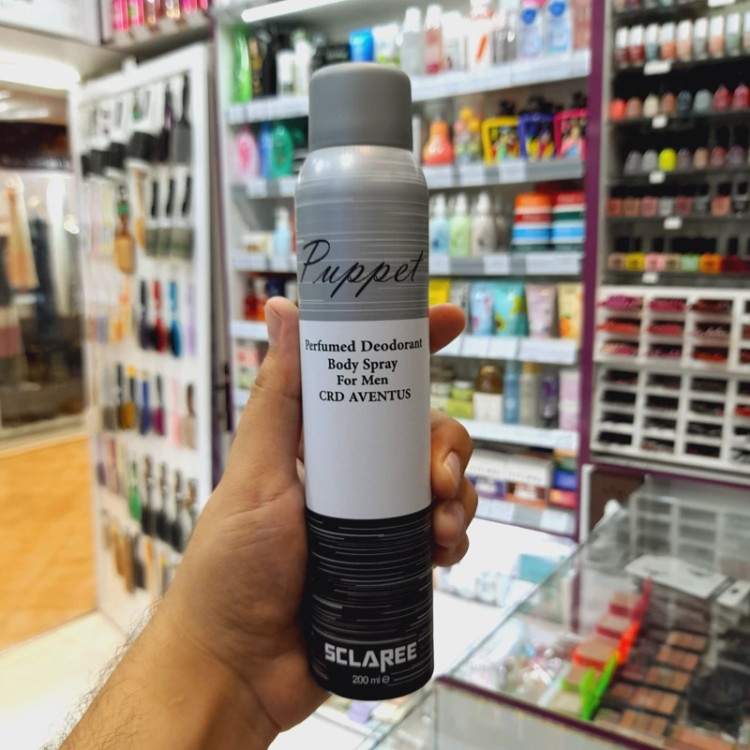 Puppet
Perfumed Deodorant
Body Spray
For Men
CRD AVENTUS
SCLAREE
200 ml e